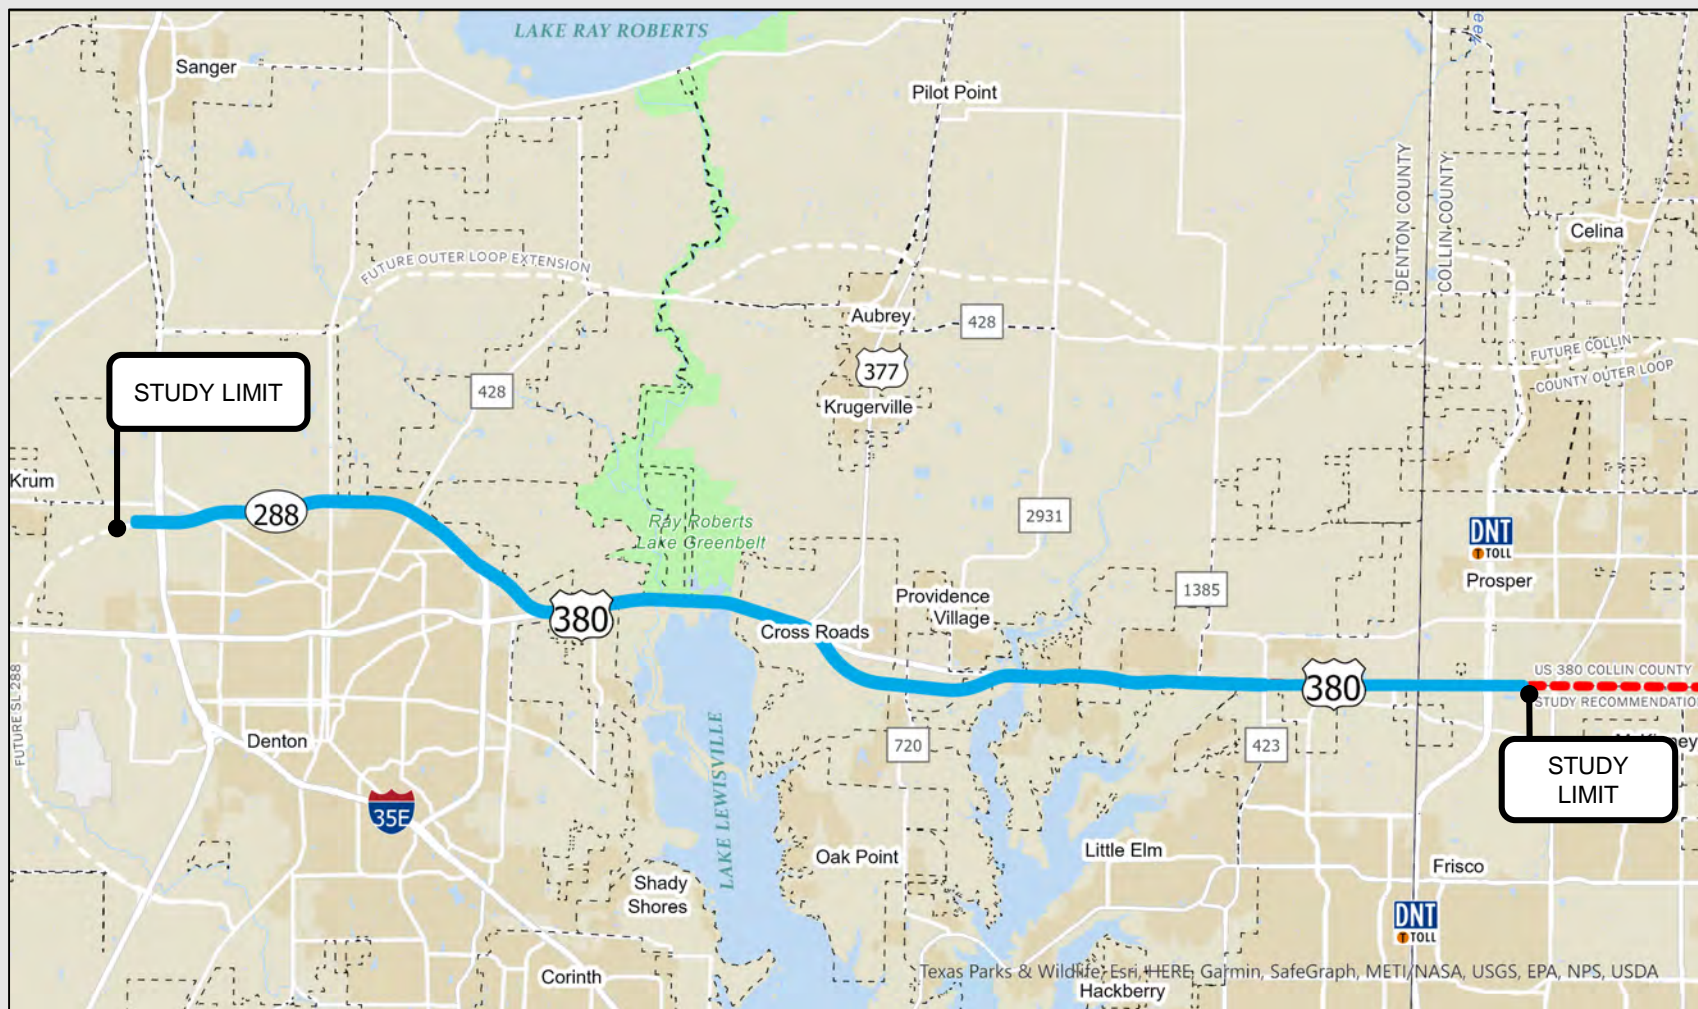 LAKE RAY ROBERTS
Sanger
Pilot Point
DENTON COUNTY
COLLIN COUNTY
Celina
FUTURE OUTER LOOP EXTENSION
Aubrey
428
377
FUTURE COLLIN
COUNTY OUTER LOOP
STUDY LIMIT
428
Krugerville
Krum
288
Ray Roberts
Lake Greenbelt
2931
DNT
T TOLL
Prosper
1385
Providence
Village
380
Cross Roads
US 380 COLLIN COUNTY
STUDY RECOMMENDATION
380
FUTURE SL 288
Denton
720
423
STUDY
LIMIT
LAKE LEWISVILLE
35E
Oak Point
Little Elm
Frisco
Shady
Shores
DNT
T TOLL
Corinth
Texas Parks & Wildlife, Esri, HERE, Garmin, SafeGraph, METI/NASA, USGS, EPA, NPS, USDA
Hackberry